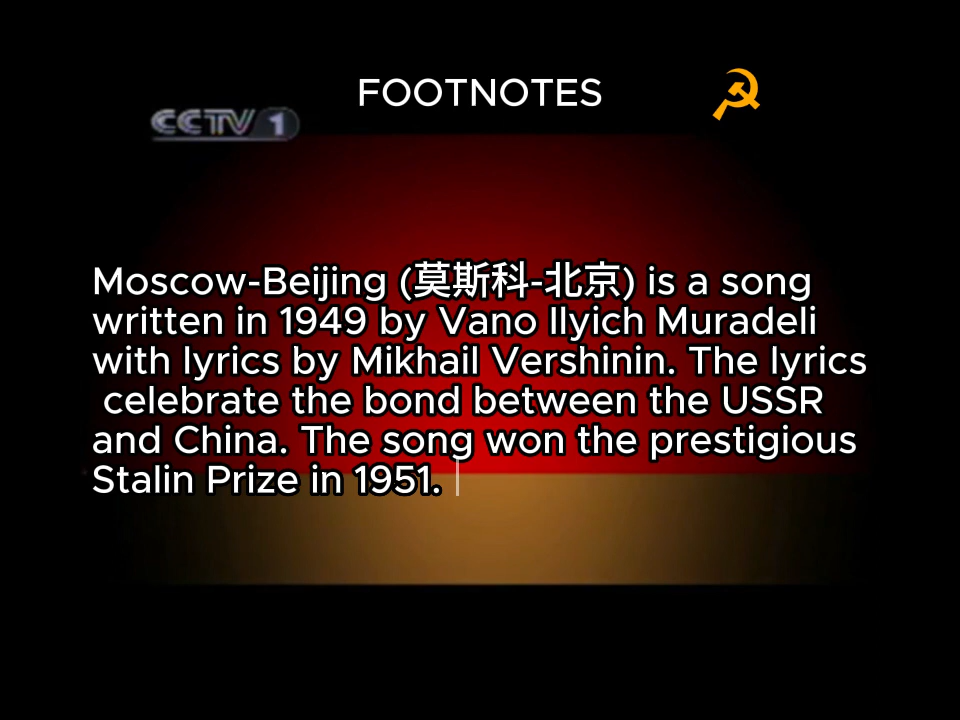 FOOTNOTES
CCTV 1
Moscow-Beijing (莫斯科-北京) is a song
written in 1949 by Vano Ilyich Muradeli
with lyrics by Mikhail Vershinin. The lyrics
celebrate the bond between the USSR
and China. The song won the prestigious
Stalin Prize in 1951.